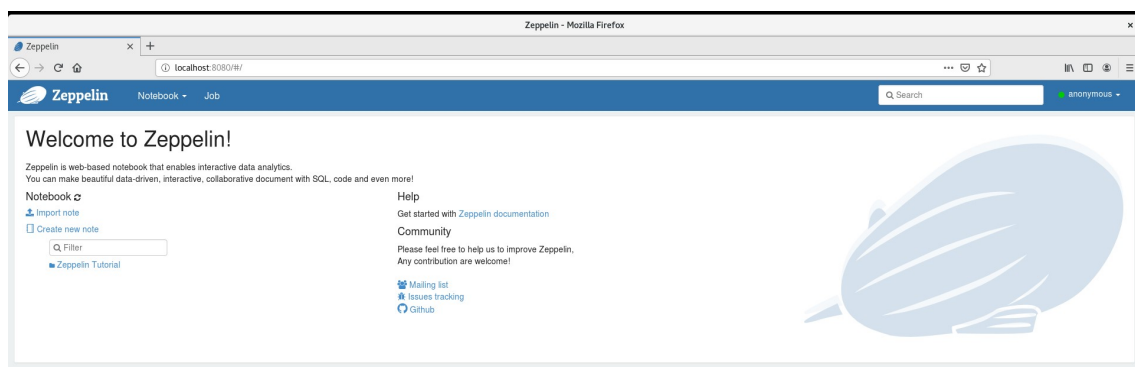 Zeppelin - Mozilla Firefox
Zeppelin
localhost:8080/#/
Zeppelin Notebook Job Search anonymous
Welcome to Zeppelin!
Zeppelin is web-based notebook that enables interactive data analytics.
You can make beautiful data-driven, interactive, collaborative document with SQL, code and even more!
Notebook
Import note
Create new note
Filter
Zeppelin Tutorial
Help
Get started with Zeppelin documentation
Community
Please feel free to help us to improve Zeppelin,
Any contribution are welcome!
Mailing list
Issues tracking
Github